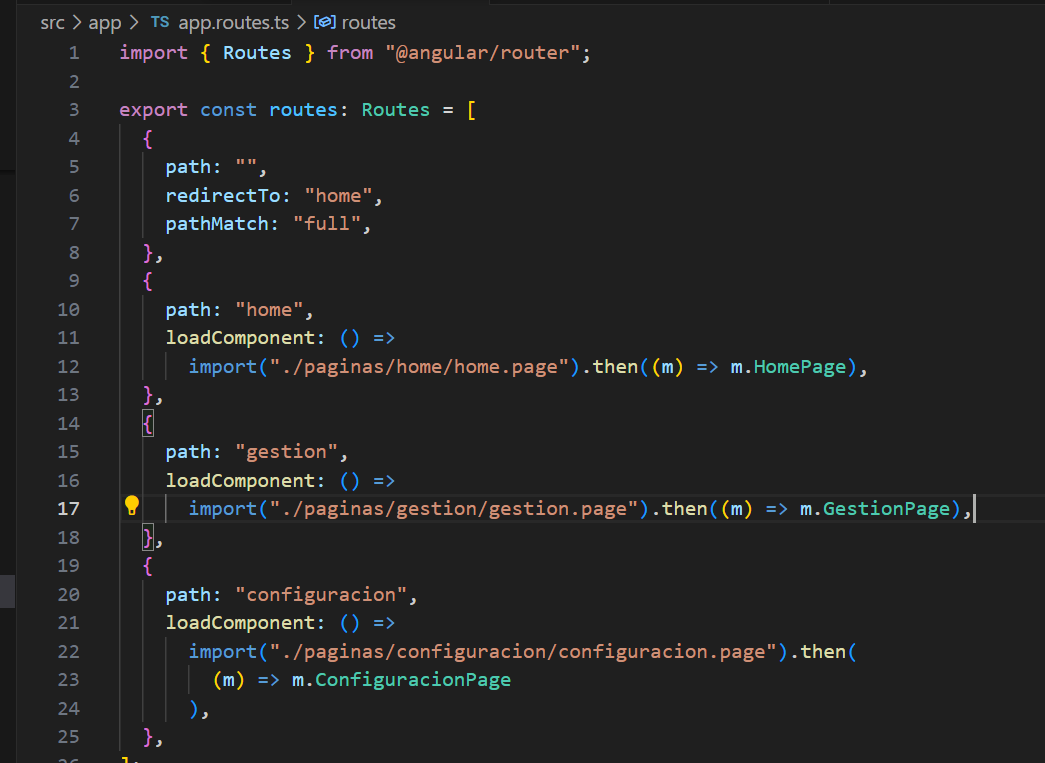 src > app > TS app.routes.ts > routes
1 import { Routes } from "@angular/router";
2
3 export const routes: Routes = [
4 {
5 path: "",
6 redirectTo: "home",
7 pathMatch: "full",
8 },
9 {
10 path: "home",
11 loadComponent: () =>
12 import("./paginas/home/home.page").then((m) => m.HomePage),
13 },
14 {
15 path: "gestion",
16 loadComponent: () =>
17 import("./paginas/gestion/gestion.page").then((m) => m.GestionPage),
18 },
19 {
20 path: "configuracion",
21 loadComponent: () =>
22 import("./paginas/configuracion/configuracion.page").then(
23 (m) => m.ConfiguracionPage
24 ),
25 },